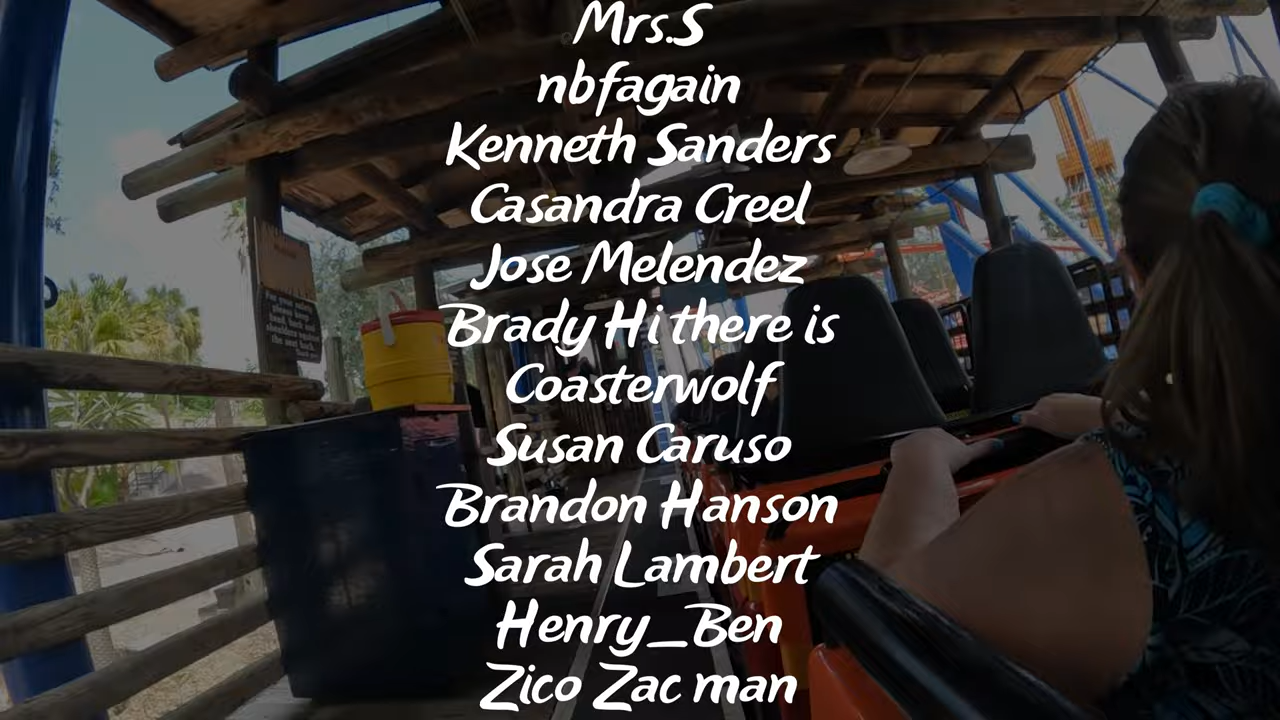 Mrs.S
nbfagain
Kenneth Sanders
Casandra Creel
Jose Melendez
Brady Hi there is
Coasterwolf
Susan Caruso
Brandon Hanson
Sarah Lambert
Henry_Ben
Zico Zac man